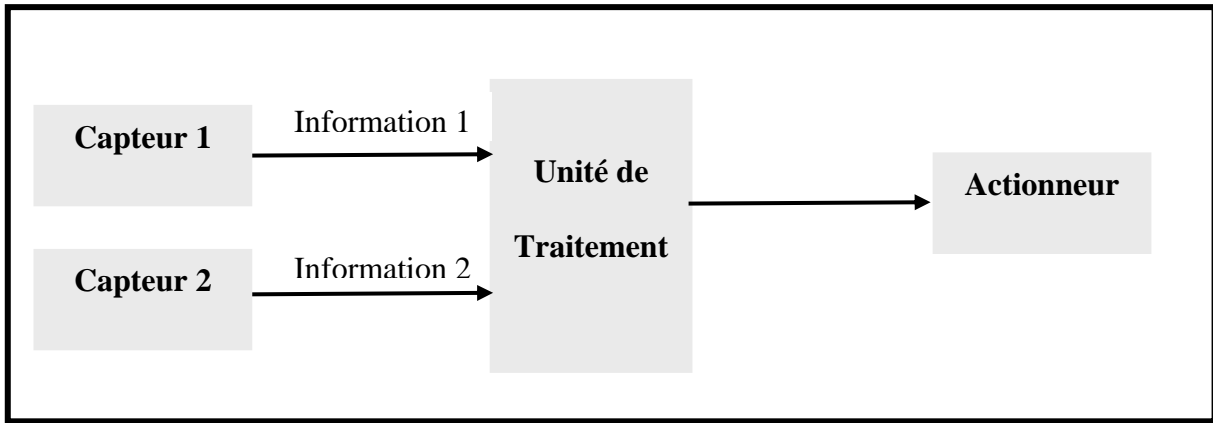 Capteur 1
Information 1
Unité de
Traitement
Actionneur
Capteur 2
Information 2